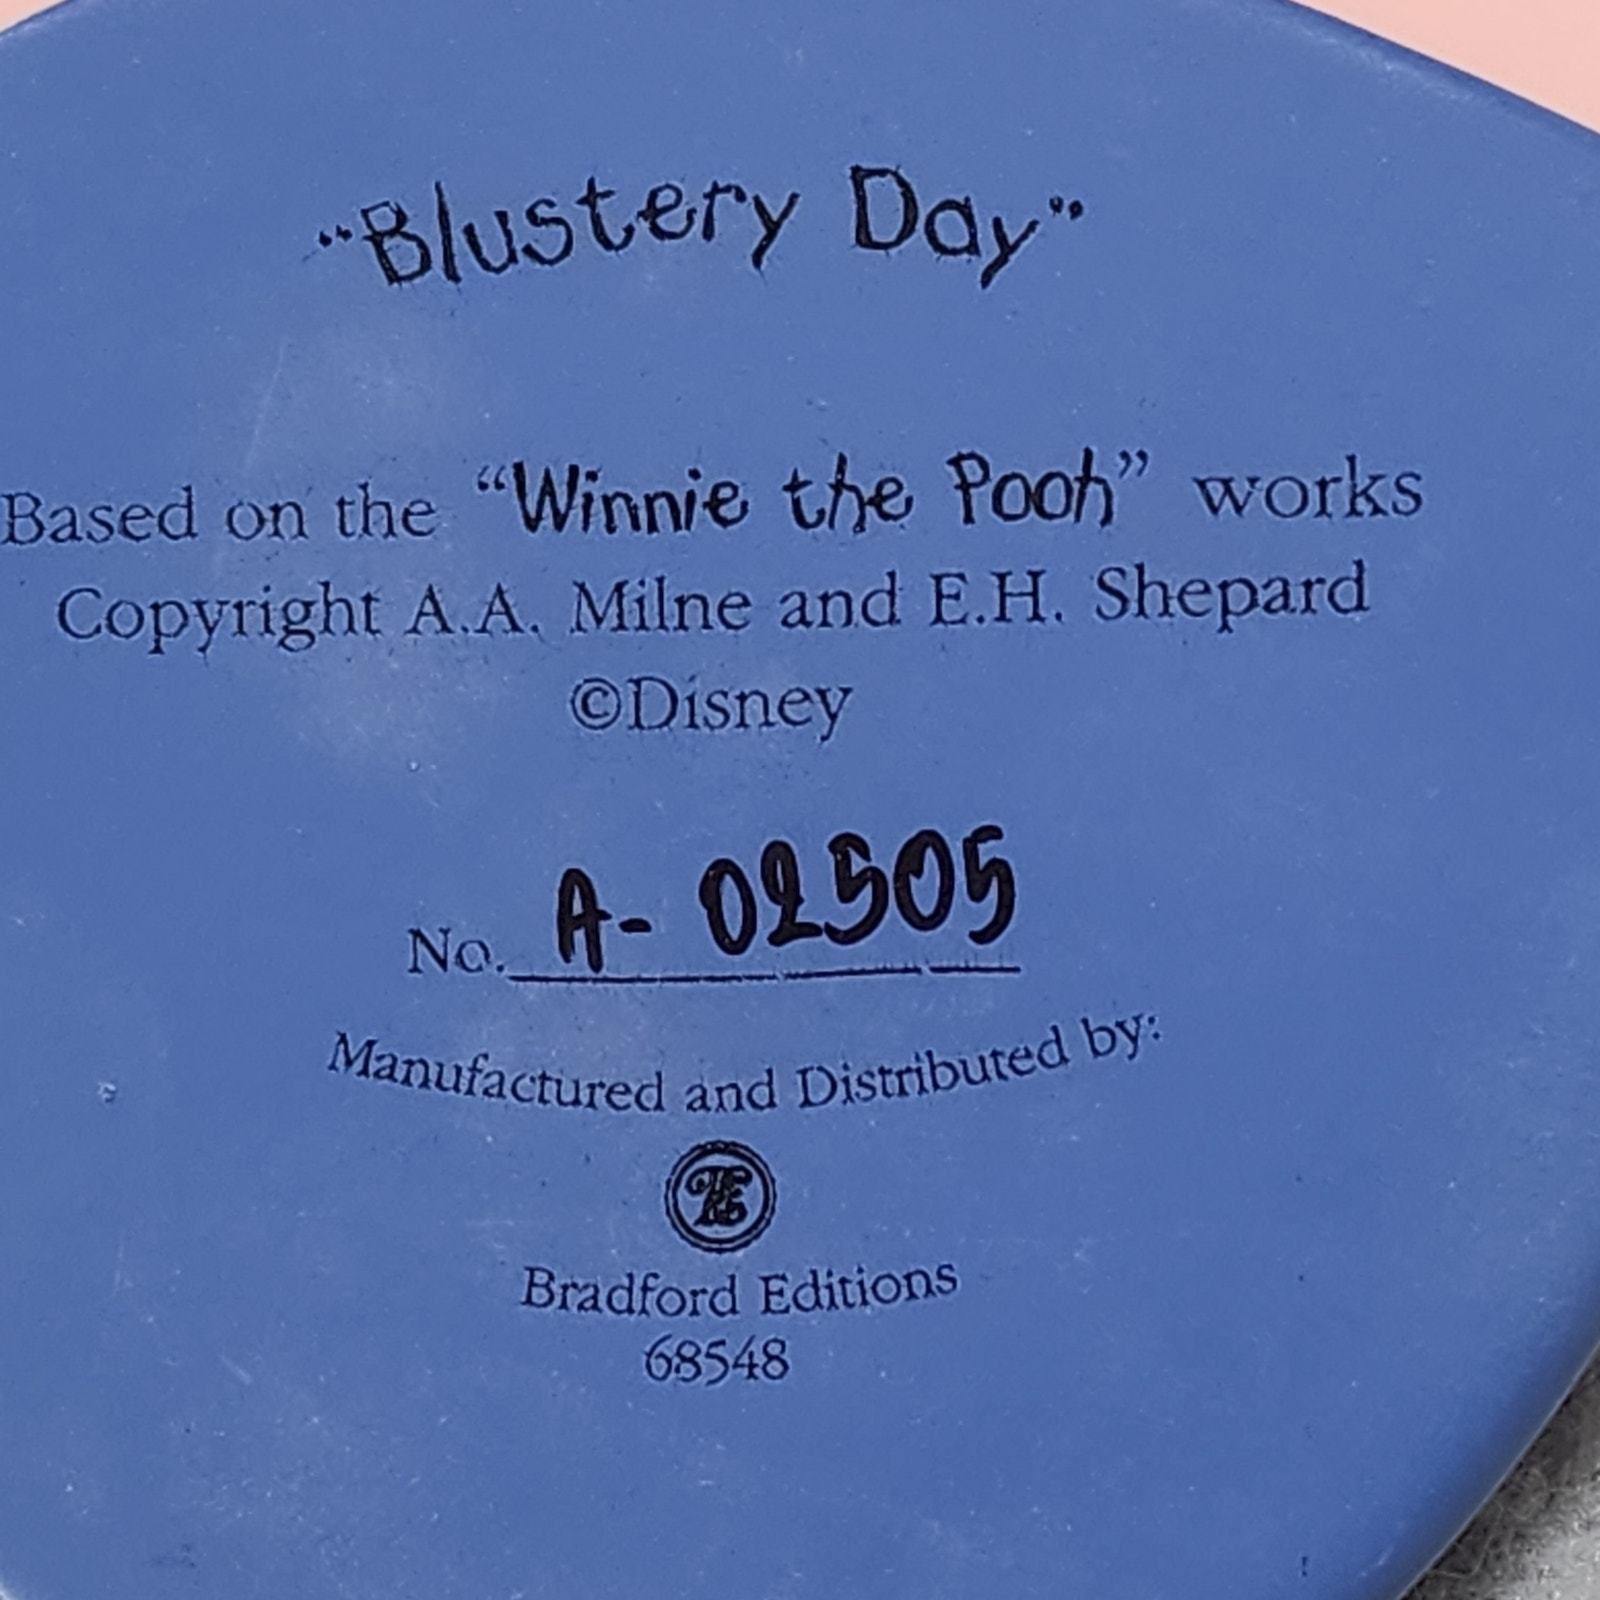 "Blustery Day"
Based on the "Winnie the Pooh" works
Copyright A.A. Milne and E.H. Shepard
©Disney
No. A- 02505
Manufactured and Distributed by:
Bradford Editions
68548